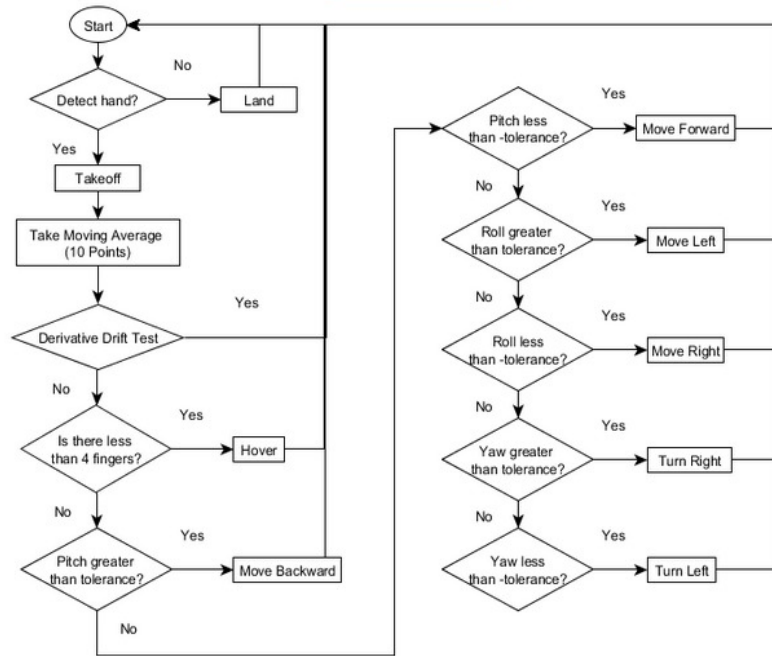 Start
No
Detect hand?
Land
Yes
Takeoff
Take Moving Average
(10 Points)
Yes
Derivative Drift Test
No
Yes
Is there less
than 4 fingers?
Hover
No
Yes
Pitch greater
than tolerance?
Move Backward
No
Yes
Pitch less
than -tolerance?
Move Forward
No
Yes
Roll greater
than tolerance?
Move Left
No
Yes
Roll less
than -tolerance?
Move Right
No
Yes
Yaw greater
than tolerance?
Turn Right
No
Yes
Yaw less
than -tolerance?
Turn Left